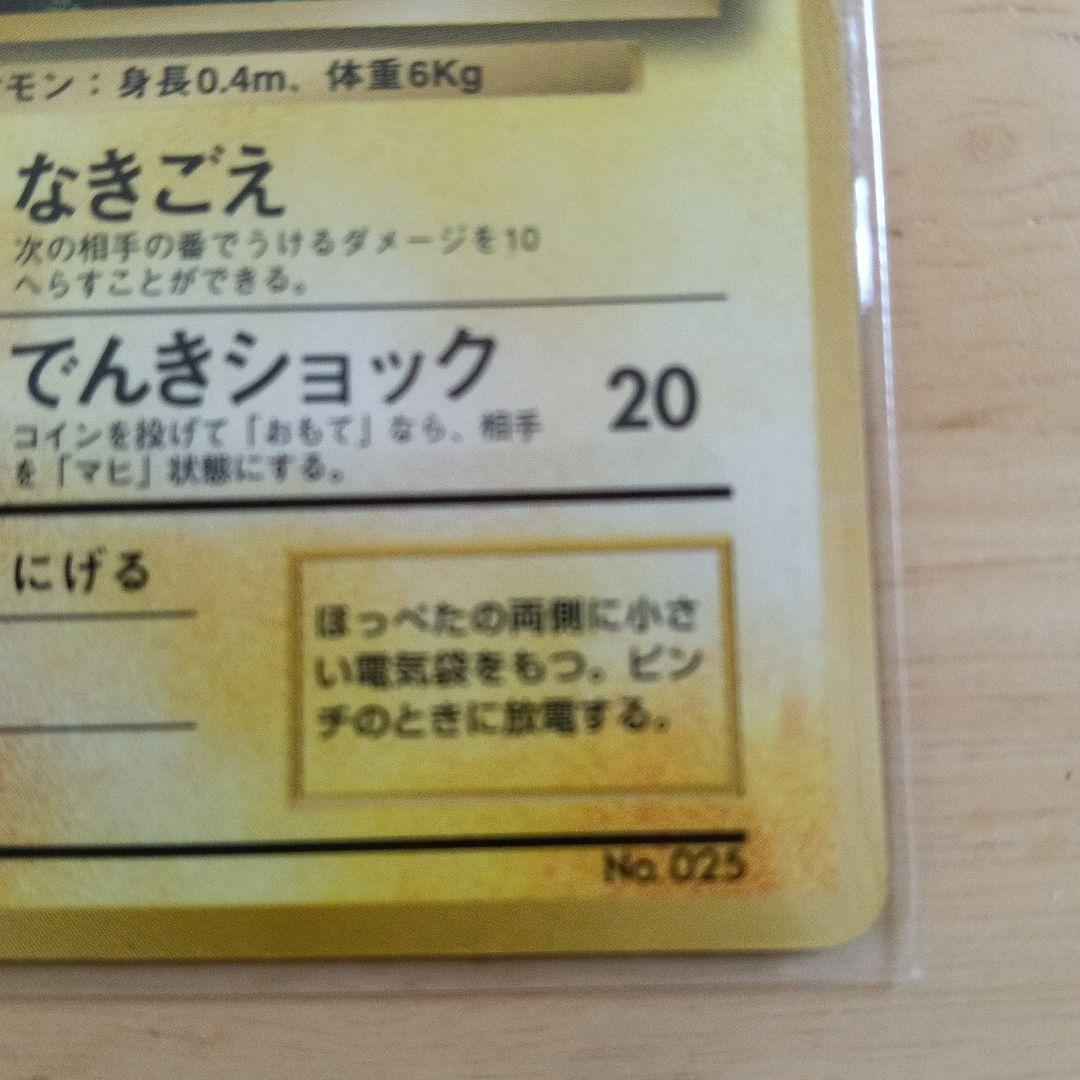 モン：身長0.4m、体重6Kg
なきごえ
次の相手の番でうけるダメージを10
へらすことができる。
でんきショック 20
コインを投げて「おもて」なら、相手
を「マヒ」状態にする。
にげる
ほっぺたの両側に小さ
い電気袋をもつ。ピン
チのときに放電する。
No. 025